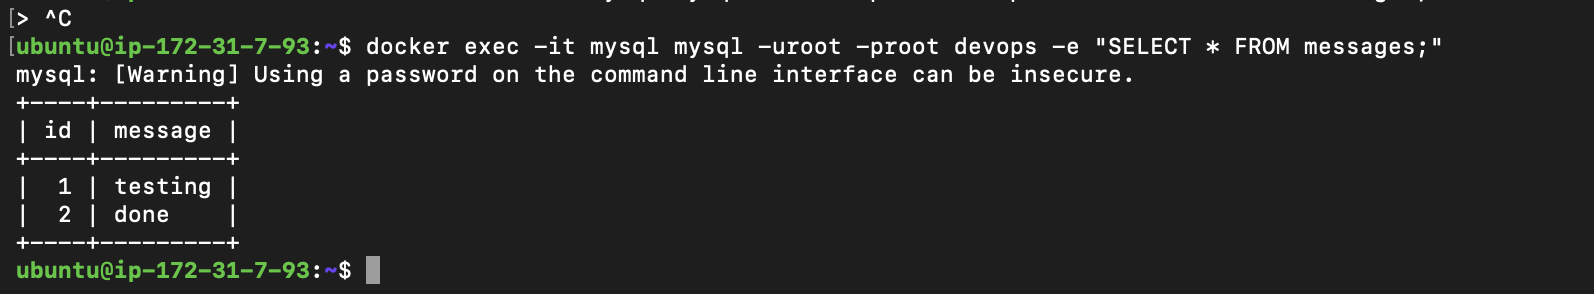 [> ^C
[ubuntu@ip-172-31-7-93:~$ docker exec -it mysql mysql -uroot -proot devops -e "SELECT * FROM messages;"
mysql: [Warning] Using a password on the command line interface can be insecure.
+----+---------+
| id | message |
+----+---------+
|  1 | testing |
|  2 | done    |
+----+---------+
ubuntu@ip-172-31-7-93:~$